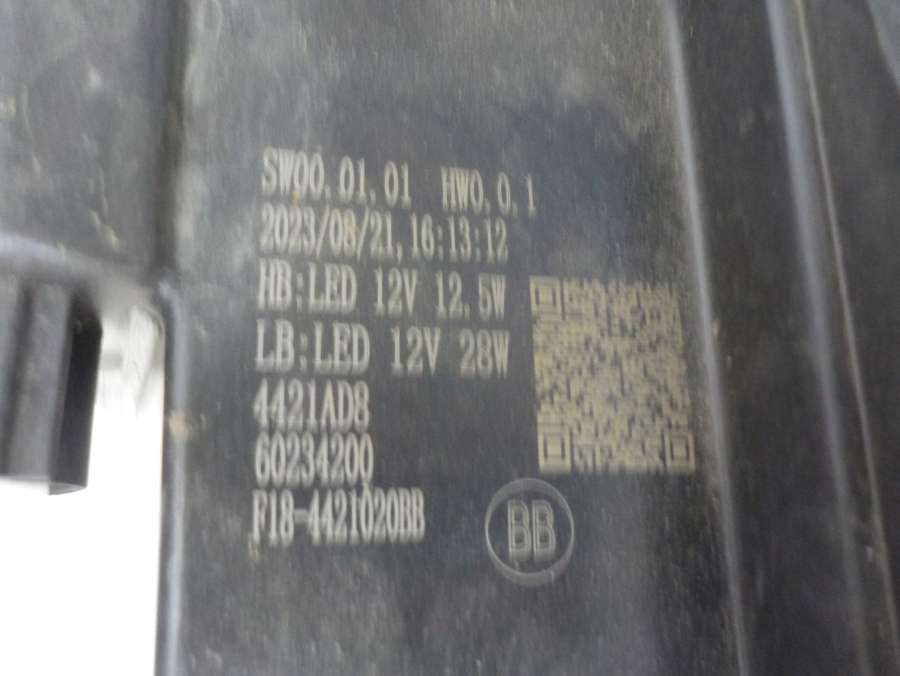 SW00.01.01 HW0.0.1
2023/08/21,16:13:12
HB:LED 12V 12.5W
LB:LED 12V 28W
4421AD8
60234200
F18-4421020BB
BB